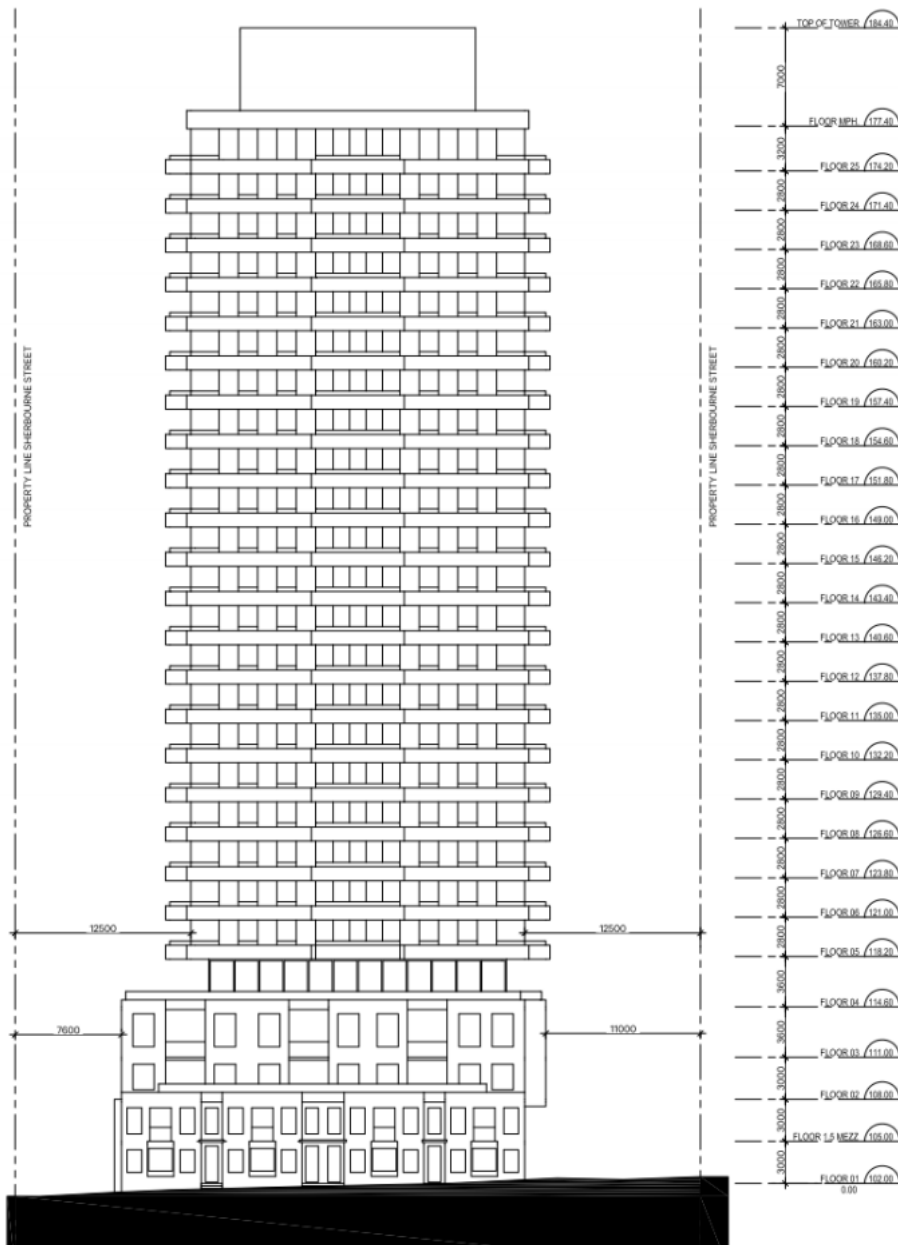 TOP OF TOWER 184.40
7000
FLOOR MPH. 177.40
3200
FLOOR 25 174.20
2800
FLOOR 24 171.40
2800
FLOOR 23 168.60
2800
FLOOR 22 165.80
2800
FLOOR 21 163.00
2800
FLOOR 20 160.20
2800
FLOOR 19 157.40
2800
FLOOR 18 154.60
2800
FLOOR 17 151.80
2800
FLOOR 16 149.00
2800
FLOOR 15 146.20
2800
FLOOR 14 143.40
2800
FLOOR 13 140.60
2800
FLOOR 12 137.80
2800
FLOOR 11 135.00
2800
FLOOR 10 132.20
2800
FLOOR 09 129.40
2800
FLOOR 08 126.60
2800
FLOOR 07 123.80
2800
FLOOR 06 121.00
2800
FLOOR 05 118.20
3600
FLOOR 04 114.60
3600
FLOOR 03 111.00
3000
FLOOR 02 108.00
3000
FLOOR 1.5 MEZZ 105.00
3000
FLOOR 01 102.00
0.00
PROPERTY LINE SHERBOURNE STREET
PROPERTY LINE SHERBOURNE STREET
12500
12500
7600
11000